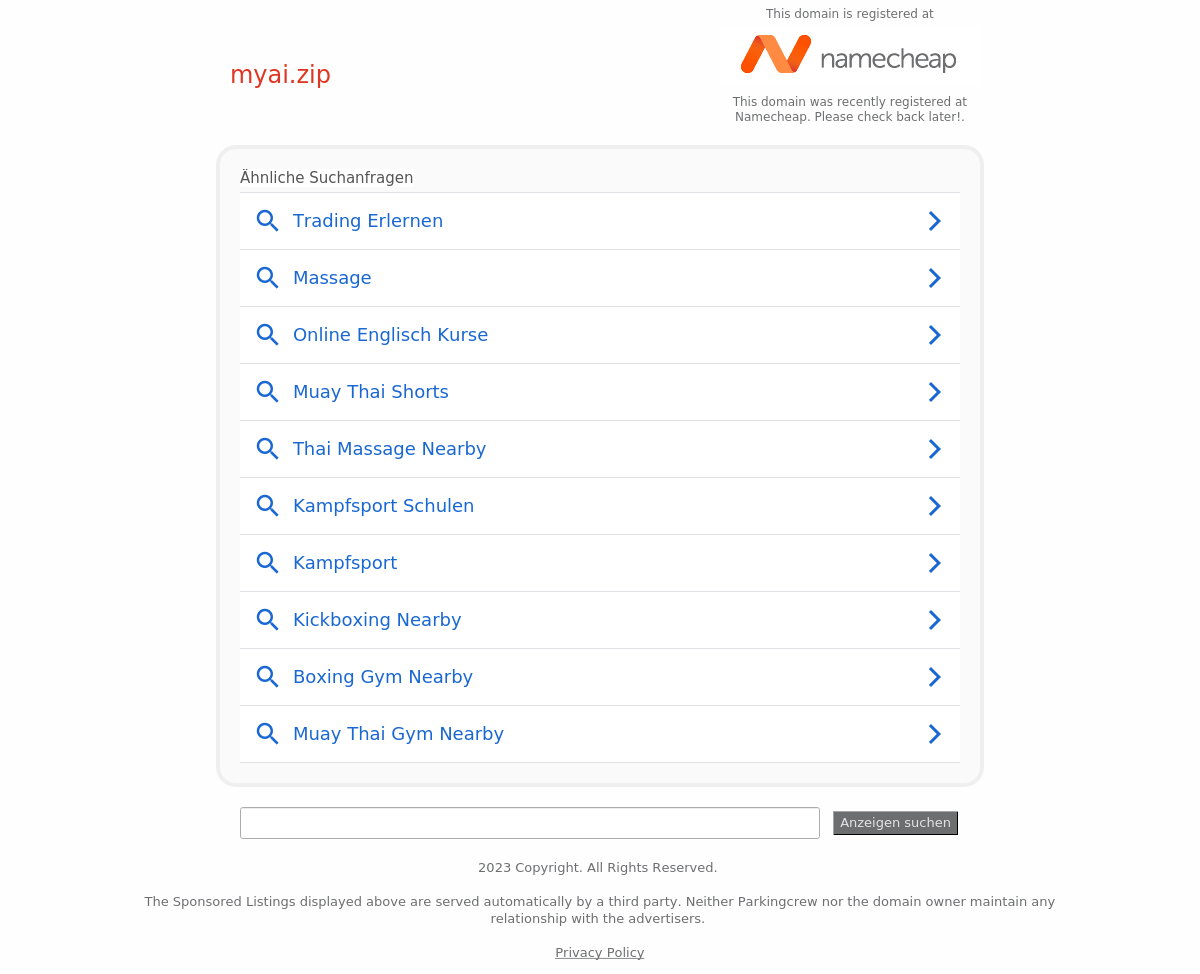 This domain is registered at
namecheap
myai.zip
This domain was recently registered at
Namecheap. Please check back later!.
Ähnliche Suchanfragen
Trading Erlernen
Massage
Online Englisch Kurse
Muay Thai Shorts
Thai Massage Nearby
Kampfsport Schulen
Kampfsport
Kickboxing Nearby
Boxing Gym Nearby
Muay Thai Gym Nearby
Anzeigen suchen
2023 Copyright. All Rights Reserved.
The Sponsored Listings displayed above are served automatically by a third party. Neither Parkingcrew nor the domain owner maintain any
relationship with the advertisers.
Privacy Policy